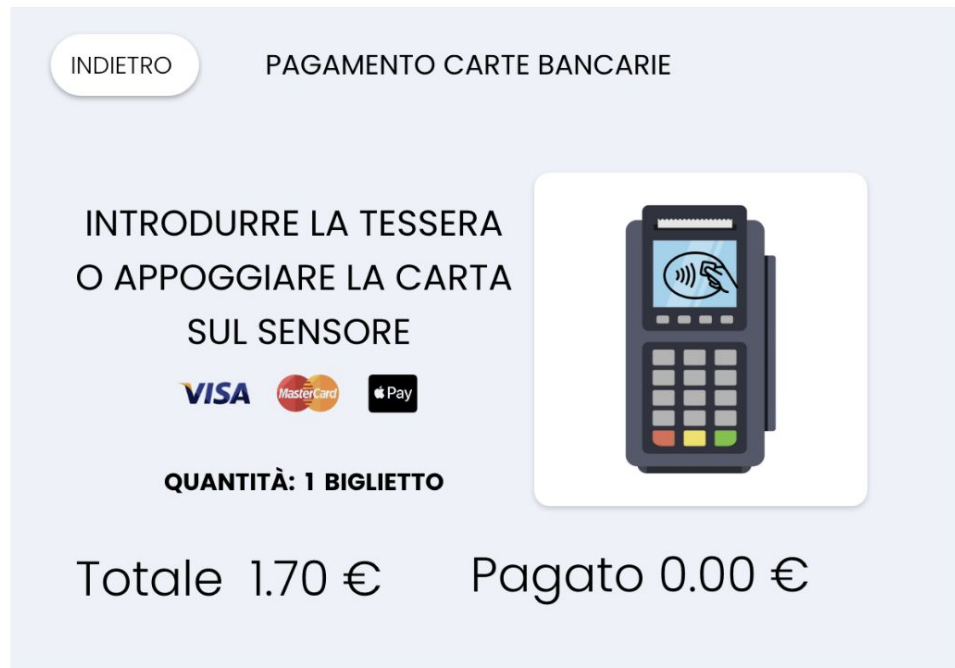 INDIETRO
PAGAMENTO CARTE BANCARIE
INTRODURRE LA TESSERA
O APPOGGIARE LA CARTA
SUL SENSORE
VISA MasterCard Pay
QUANTITÀ: 1 BIGLIETTO
Totale 1.70 € Pagato 0.00 €